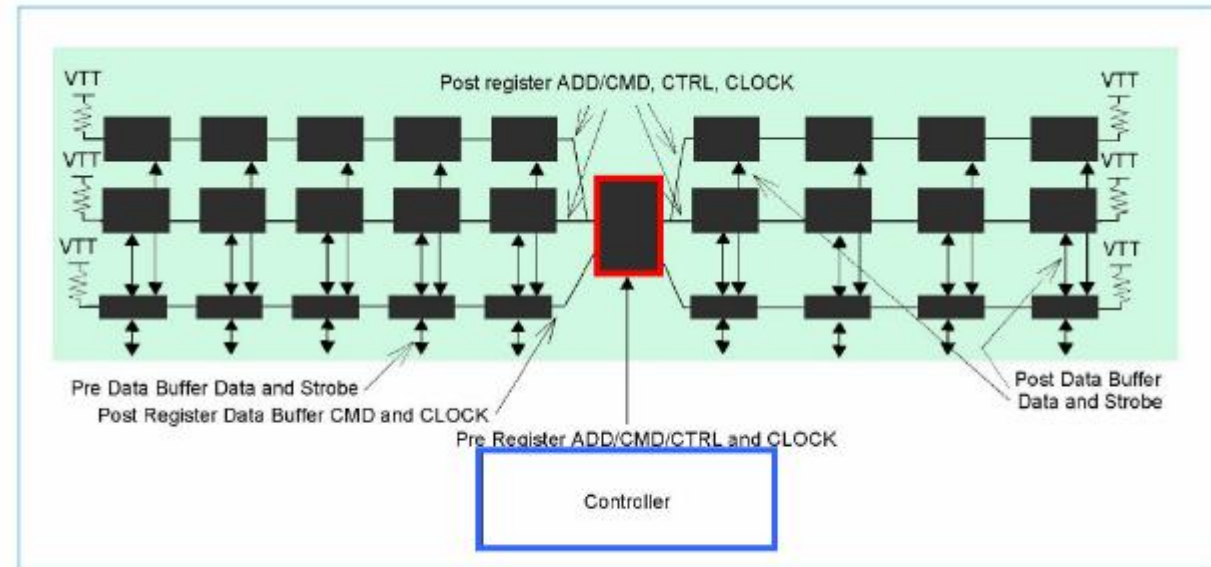 VTT
VTT
Post register ADD/CMD, CTRL, CLOCK
VTT
VTT
VTT
VTT
Pre Data Buffer Data and Strobe
Post Data Buffer
Data and Strobe
Post Register Data Buffer CMD and CLOCK
Pre Register ADD/CMD/CTRL and CLOCK
Controller